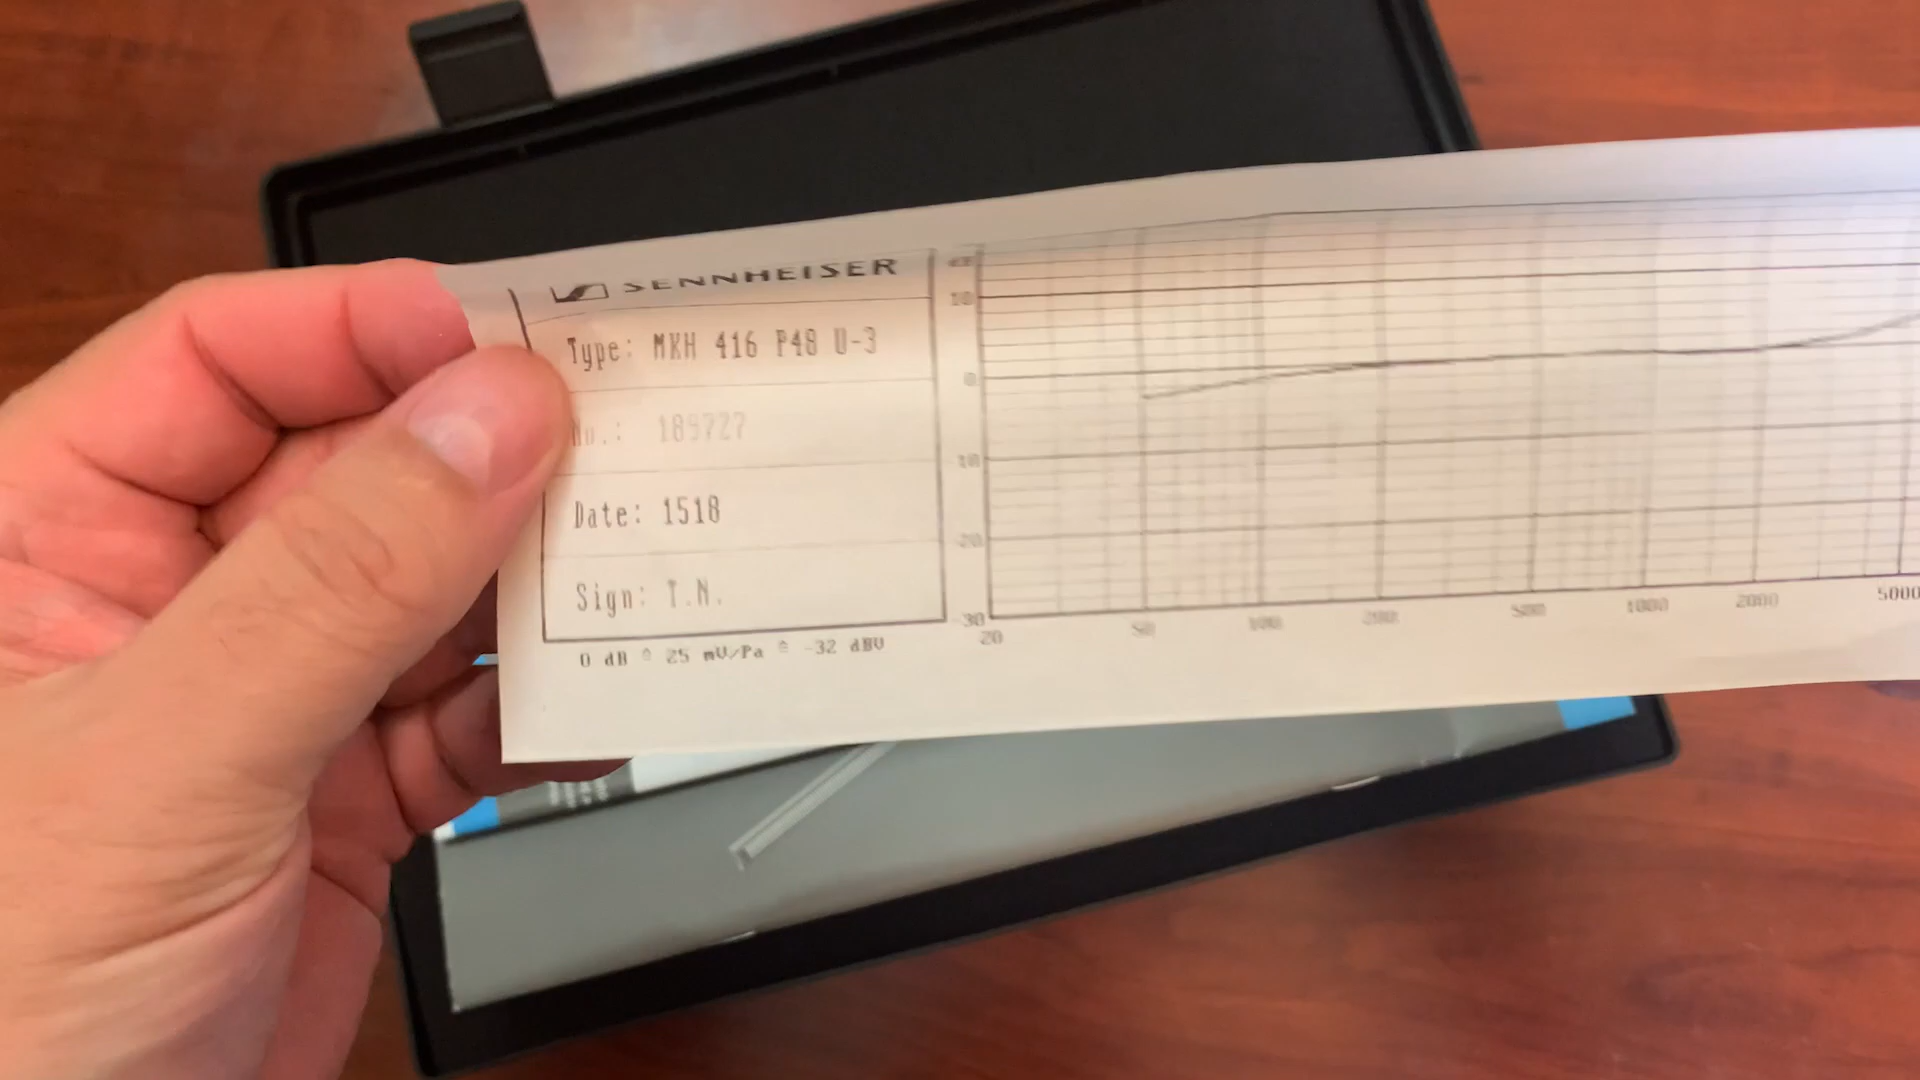 SENNHEISER
Type: MKH 416 P48 U-3
No.: 189727
Date: 1518
Sign: T.N.
0 dB ≙ 25 mV/Pa ≙ -32 dBV
dB
10
0
-10
-20
-30
20 50 100 200 500 1000 2000 5000